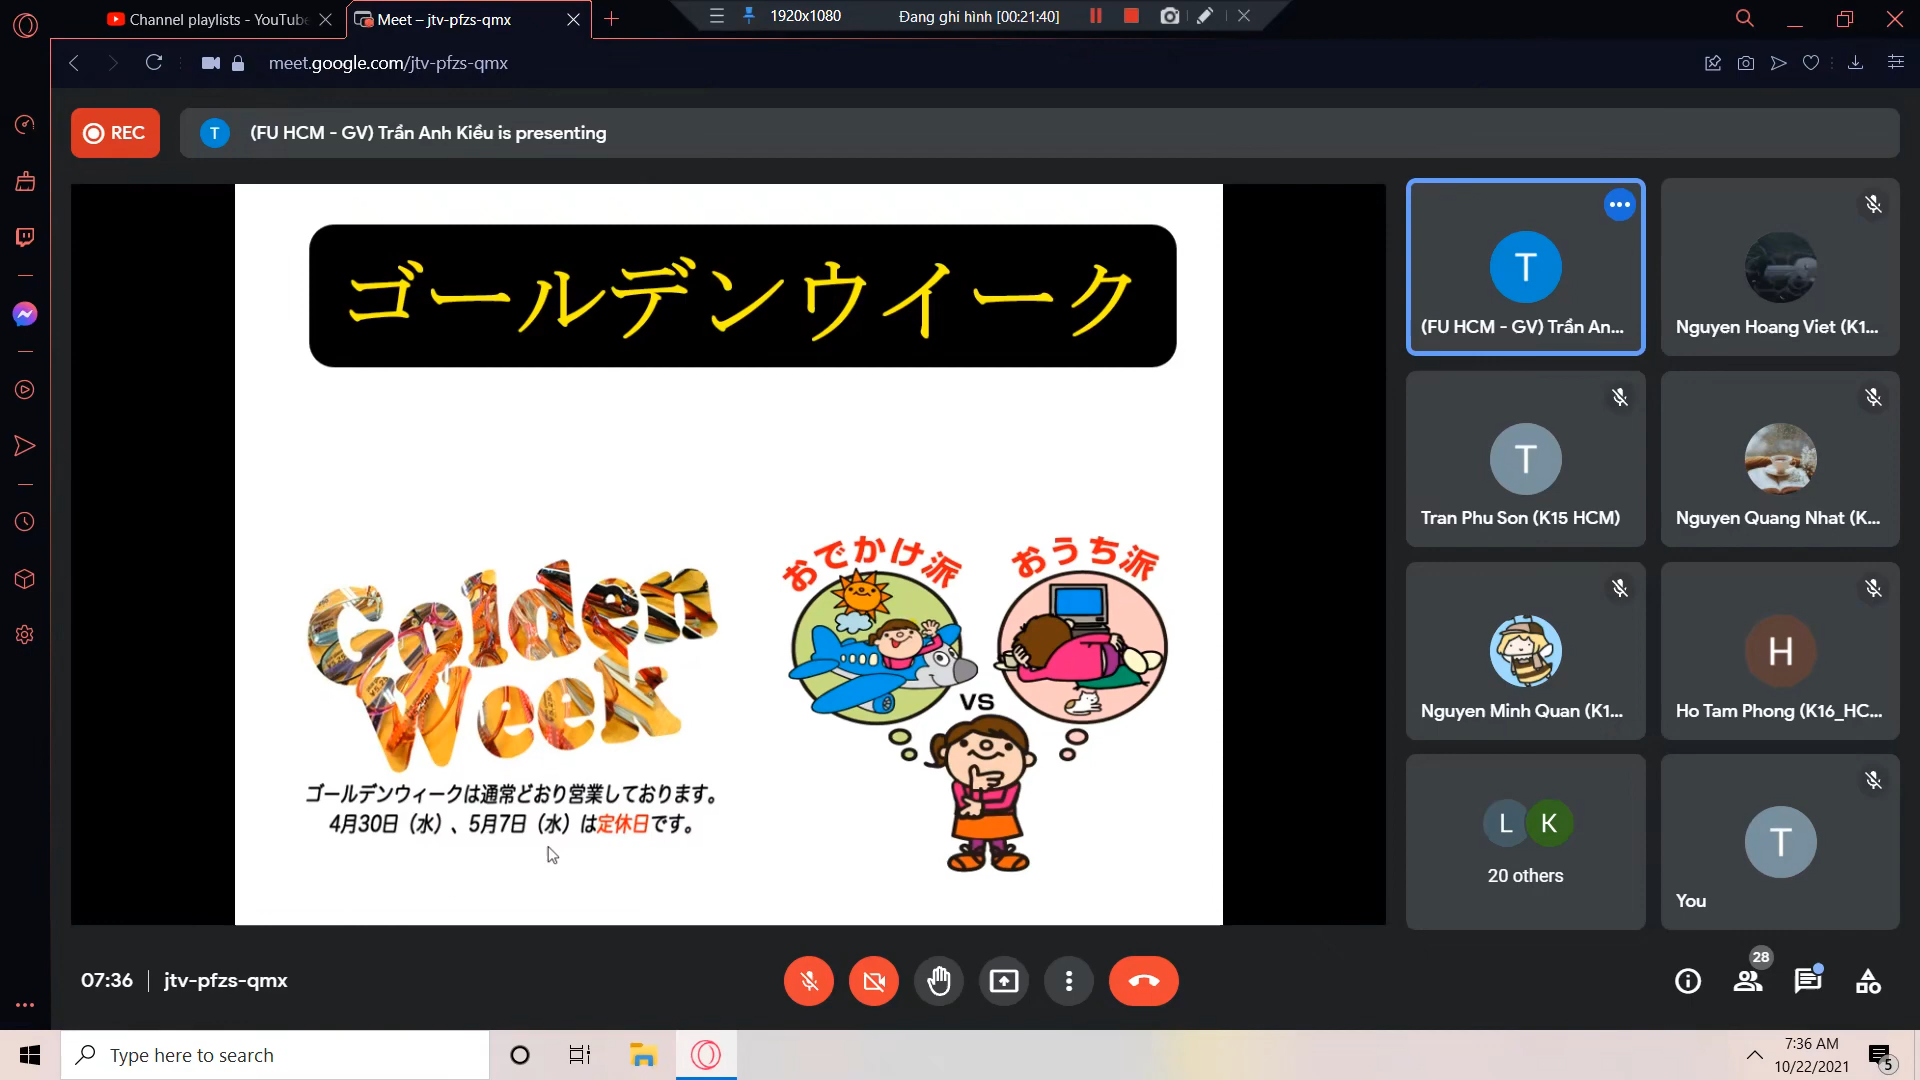 Channel playlists - YouTube
Meet – jtv-pfzs-qmx
1920x1080
Đang ghi hình [00:21:40]
meet.google.com/jtv-pfzs-qmx
REC
T
(FU HCM - GV) Trần Anh Kiều is presenting
ゴールデンウイーク
Golden
Week
ゴールデンウィークは通常どおり営業しております。
4月30日（水）、5月7日（水）は定休日です。
おでかけ派
おうち派
VS
T
(FU HCM - GV) Trần An...
Nguyen Hoang Viet (K1...
T
Tran Phu Son (K15 HCM)
Nguyen Quang Nhat (K...
Nguyen Minh Quan (K1...
H
Ho Tam Phong (K16_HC...
L
K
20 others
T
You
07:36
jtv-pfzs-qmx
28
Type here to search
7:36 AM
10/22/2021
5